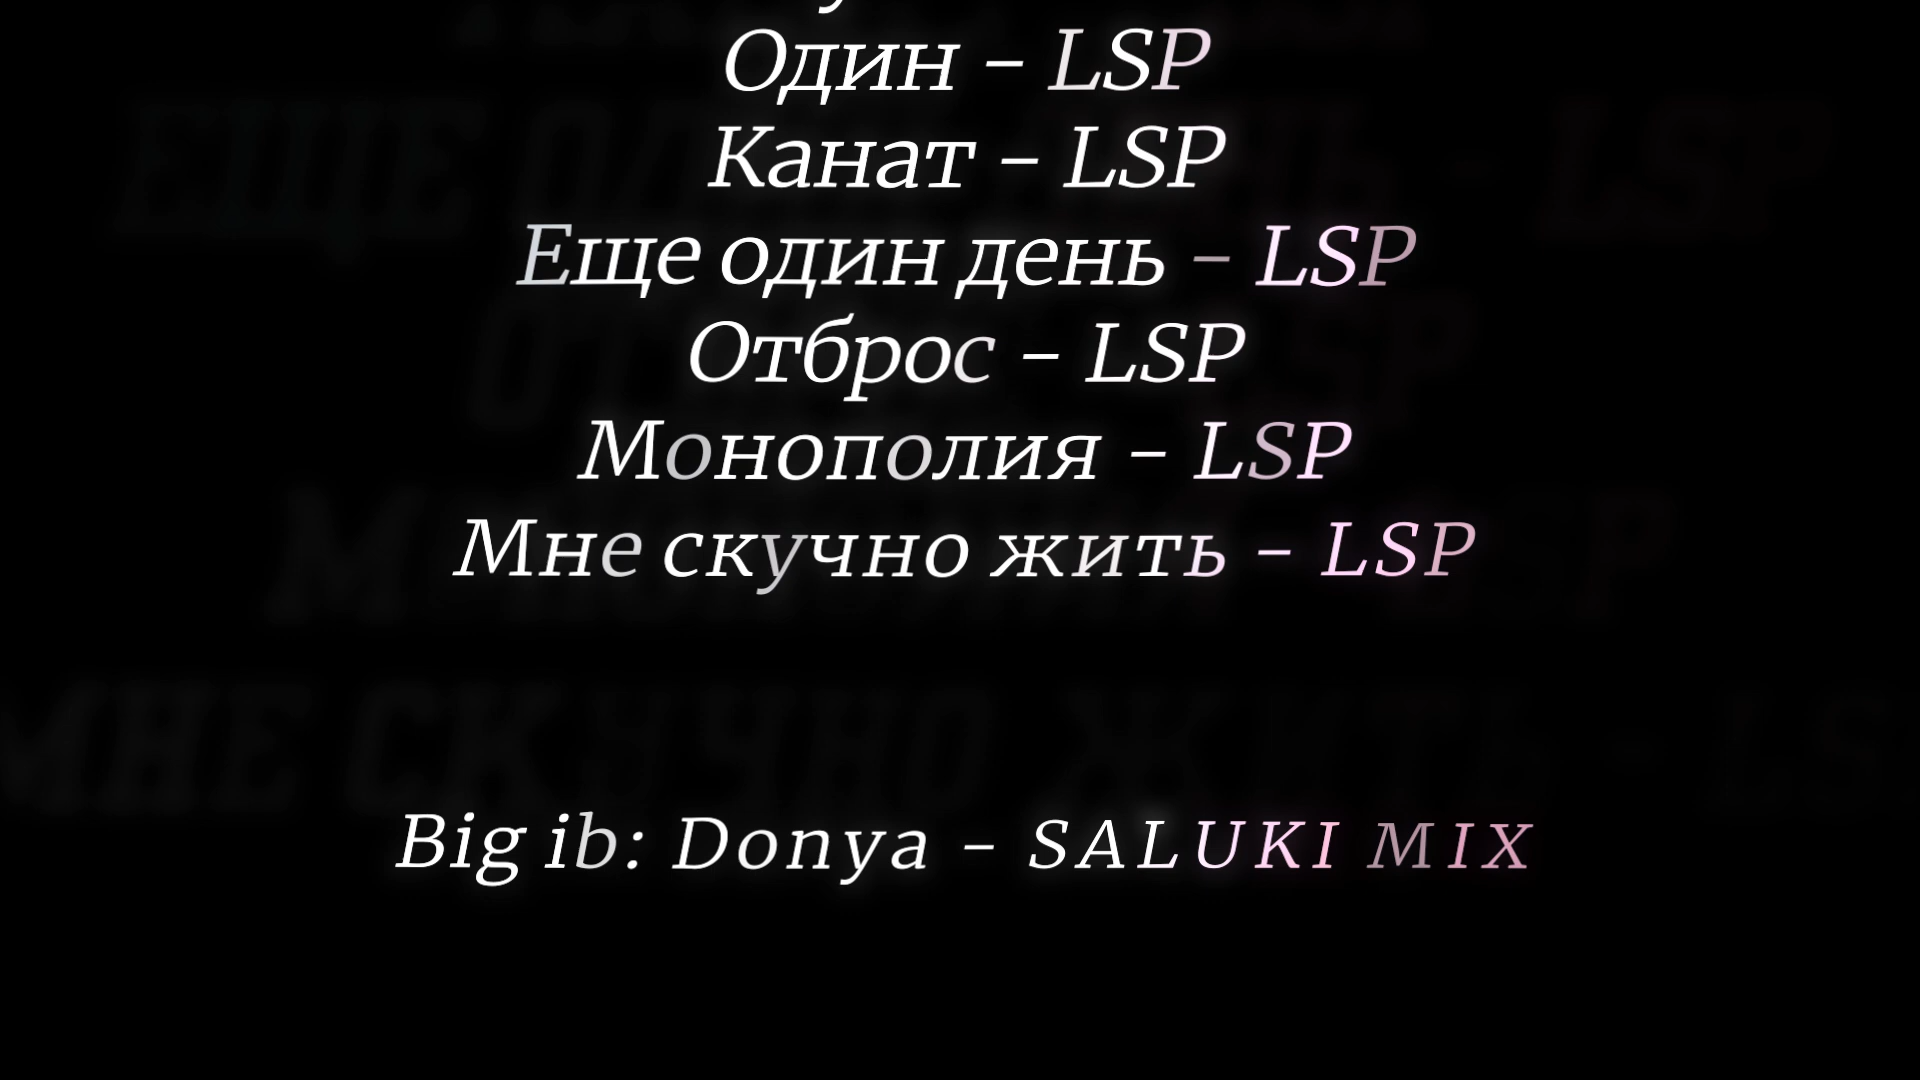 Один – LSP
Канат – LSP
Еще один день – LSP
Отброс – LSP
Монополия – LSP
Мне скучно жить – LSP
Big ib: Donya – SALUKI MIX